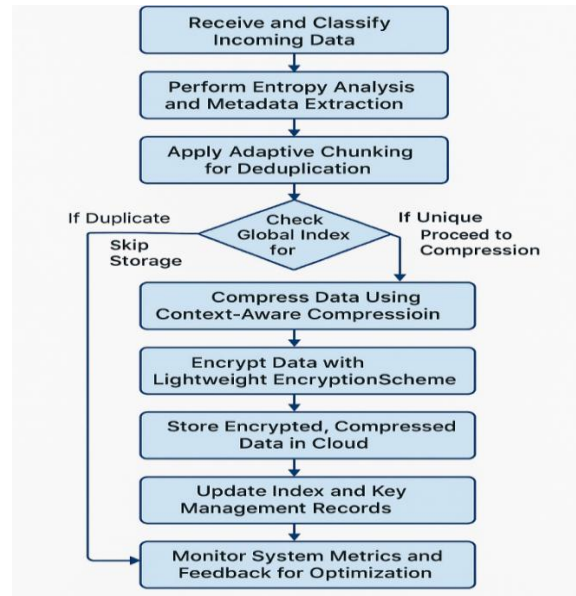 Receive and Classify
Incoming Data
Perform Entropy Analysis
and Metadata Extraction
Apply Adaptive Chunking
for Deduplication
Check
Global Index
for
If Duplicate
Skip
Storage
If Unique
Proceed to
Compression
Compress Data Using
Context-Aware Compressioin
Encrypt Data with
Lightweight EncryptionScheme
Store Encrypted, Compressed
Data in Cloud
Update Index and Key
Management Records
Monitor System Metrics and
Feedback for Optimization